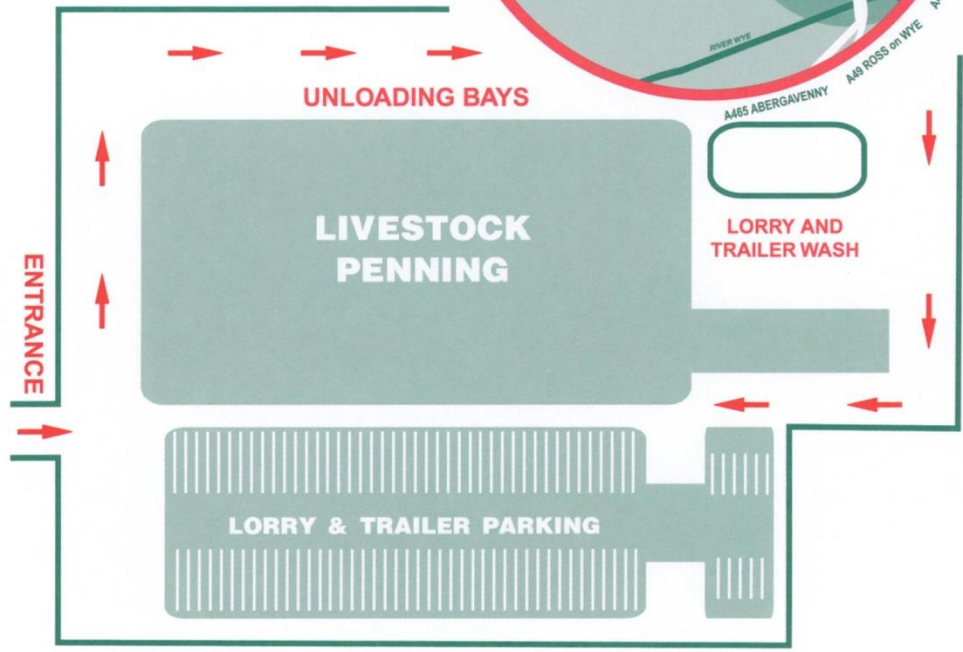 RIVER WYE
A49 ROSS on WYE
A465 ABERGAVENNY
UNLOADING BAYS
LIVESTOCK
PENNING
LORRY AND
TRAILER WASH
ENTRANCE
LORRY & TRAILER PARKING